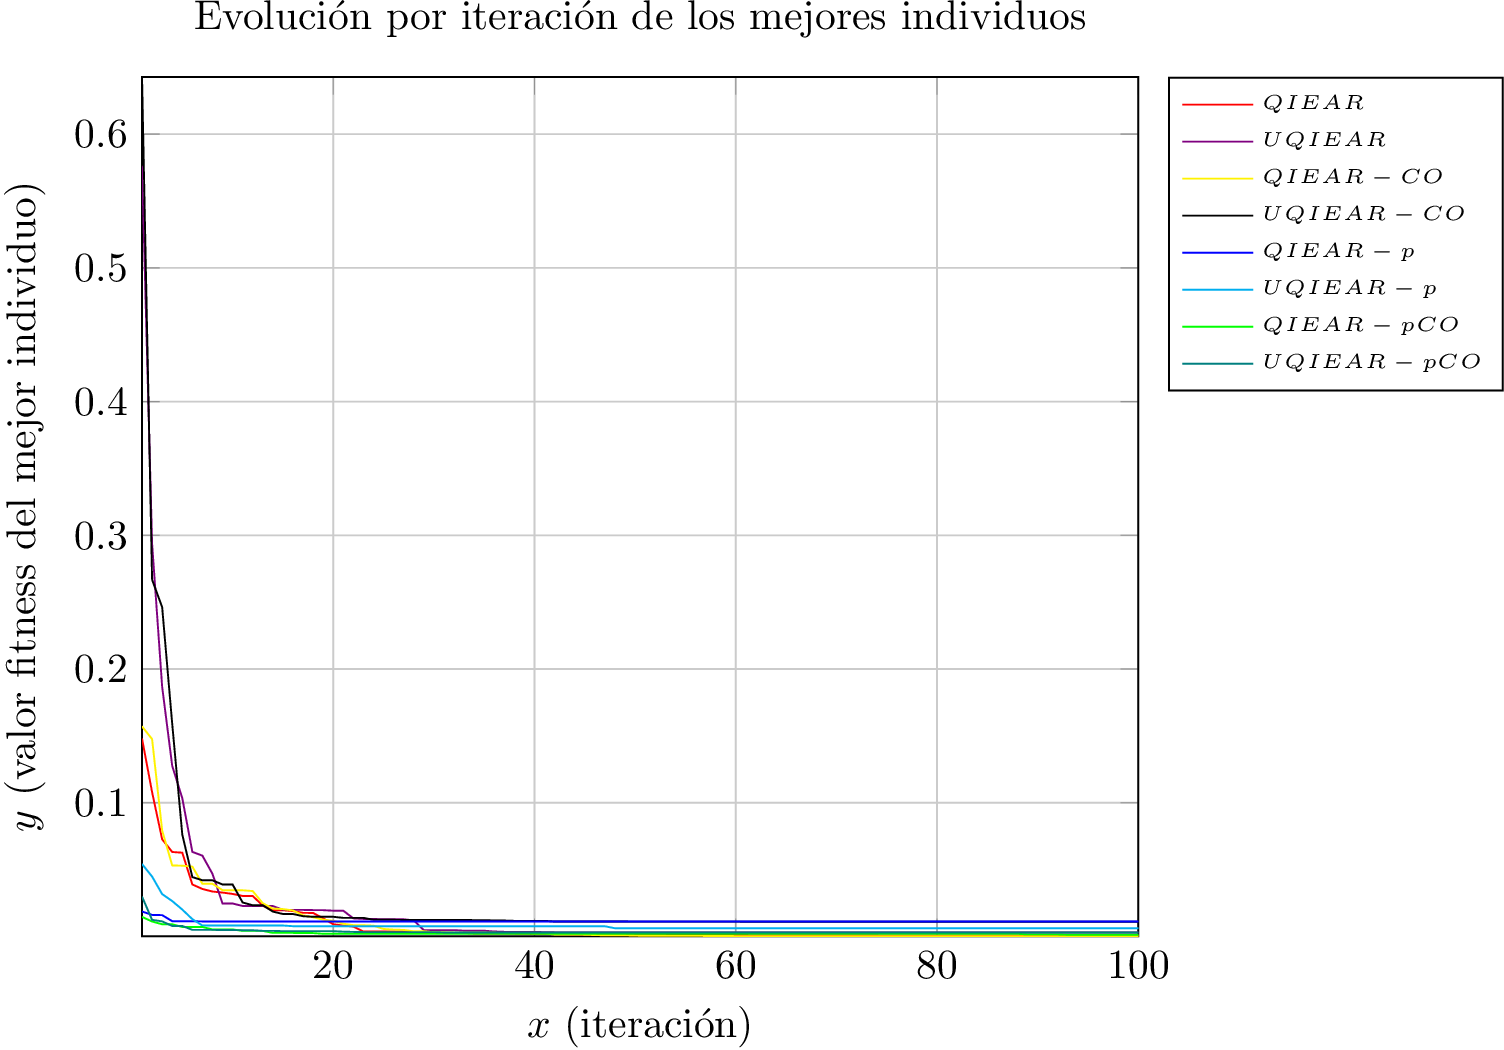 Evolución por iteración de los mejores individuos
y (valor fitness del mejor individuo)
0.6
0.5
0.4
0.3
0.2
0.1
20 40 60 80 100
x (iteración)
QIEAR
UQIEAR
QIEAR − CO
UQIEAR − CO
QIEAR − p
UQIEAR − p
QIEAR − pCO
UQIEAR − pCO